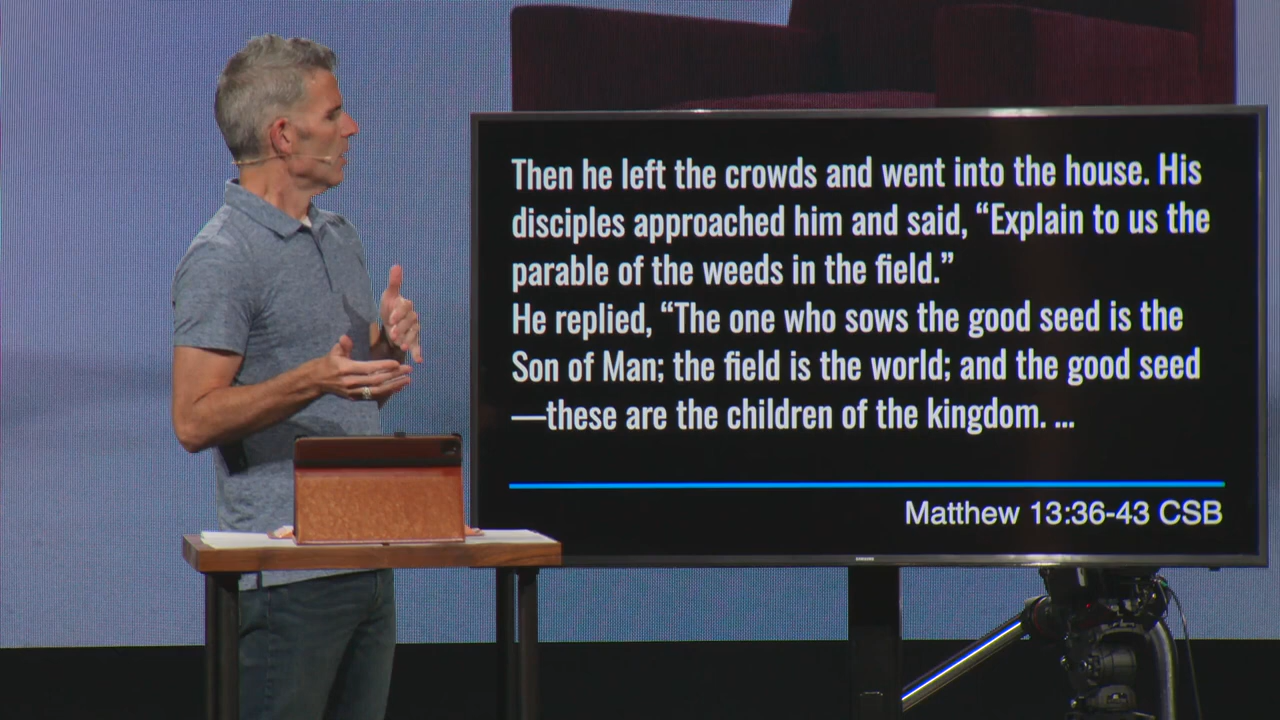 Then he left the crowds and went into the house. His
disciples approached him and said, “Explain to us the
parable of the weeds in the field.”
He replied, “The one who sows the good seed is the
Son of Man; the field is the world; and the good seed
—these are the children of the kingdom. ...
Matthew 13:36-43 CSB
SAMSUNG